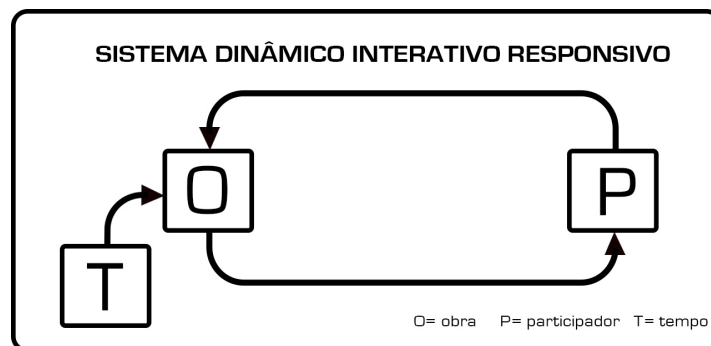 SISTEMA DINÂMICO INTERATIVO RESPONSIVO
O
P
T
O= obra P= participador T= tempo